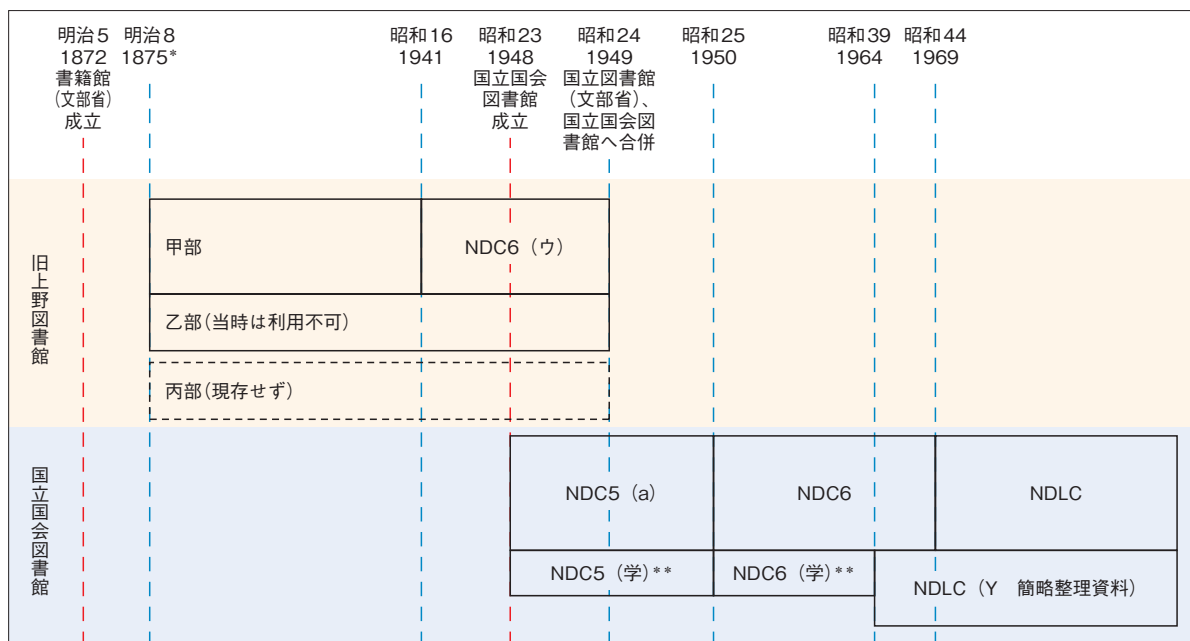 明治5
1872
書籍館
（文部省）
成立
明治8
1875*
昭和16
1941
昭和23
1948
国立国会
図書館
成立
昭和24
1949
国立図書館
（文部省）、
国立国会図
書館へ合併
昭和25
1950
昭和39
1964
昭和44
1969
旧上野図書館
甲部
NDC6（ウ）
乙部（当時は利用不可）
丙部（現存せず）
国立国会図書館
NDC5（a）
NDC6
NDLC
NDC5（学）**
NDC6（学）**
NDLC（Y　簡略整理資料）